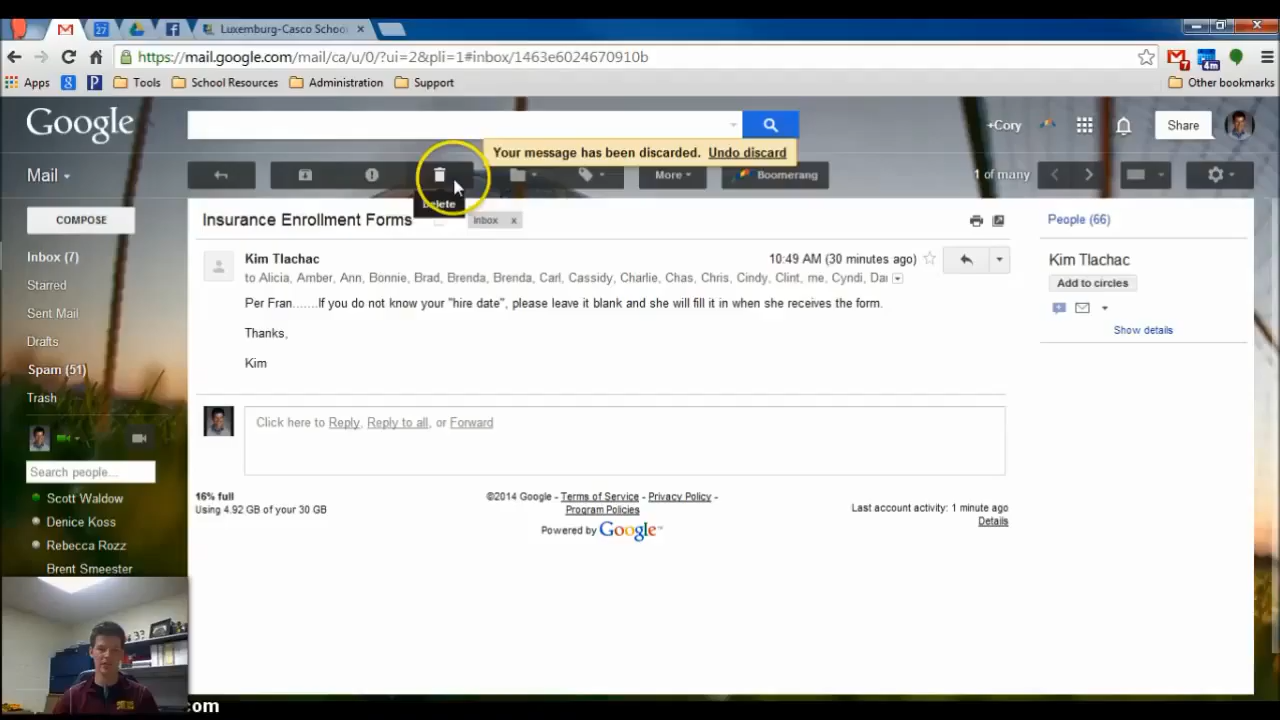 Luxemburg-Casco School
https://mail.google.com/mail/ca/u/0/?ui=2&pli=1#inbox/1463e6024670910b
Apps Tools School Resources Administration Support Other bookmarks
Google
+Cory Share
Your message has been discarded. Undo discard
Mail More Boomerang 1 of many
Delete
COMPOSE
Insurance Enrollment Forms Inbox x
People (66)
Inbox (7)
Starred
Sent Mail
Drafts
Spam (51)
Trash
Kim Tlachac 10:49 AM (30 minutes ago)
to Alicia, Amber, Ann, Bonnie, Brad, Brenda, Brenda, Carl, Cassidy, Charlie, Chas, Chris, Cindy, Clint, me, Cyndi,
Per Fran.......If you do not know your "hire date", please leave it blank and she will fill it in when she receives the form.
Thanks,
Kim
Kim Tlachac
Add to circles
Show details
Click here to Reply, Reply to all, or Forward
Search people...
Scott Waldow
Denice Koss
Rebecca Rozz
Brent Smeester
16% full
Using 4.92 GB of your 30 GB
©2014 Google - Terms of Service - Privacy Policy -
Program Policies
Powered by Google™
Last account activity: 1 minute ago
Details
com